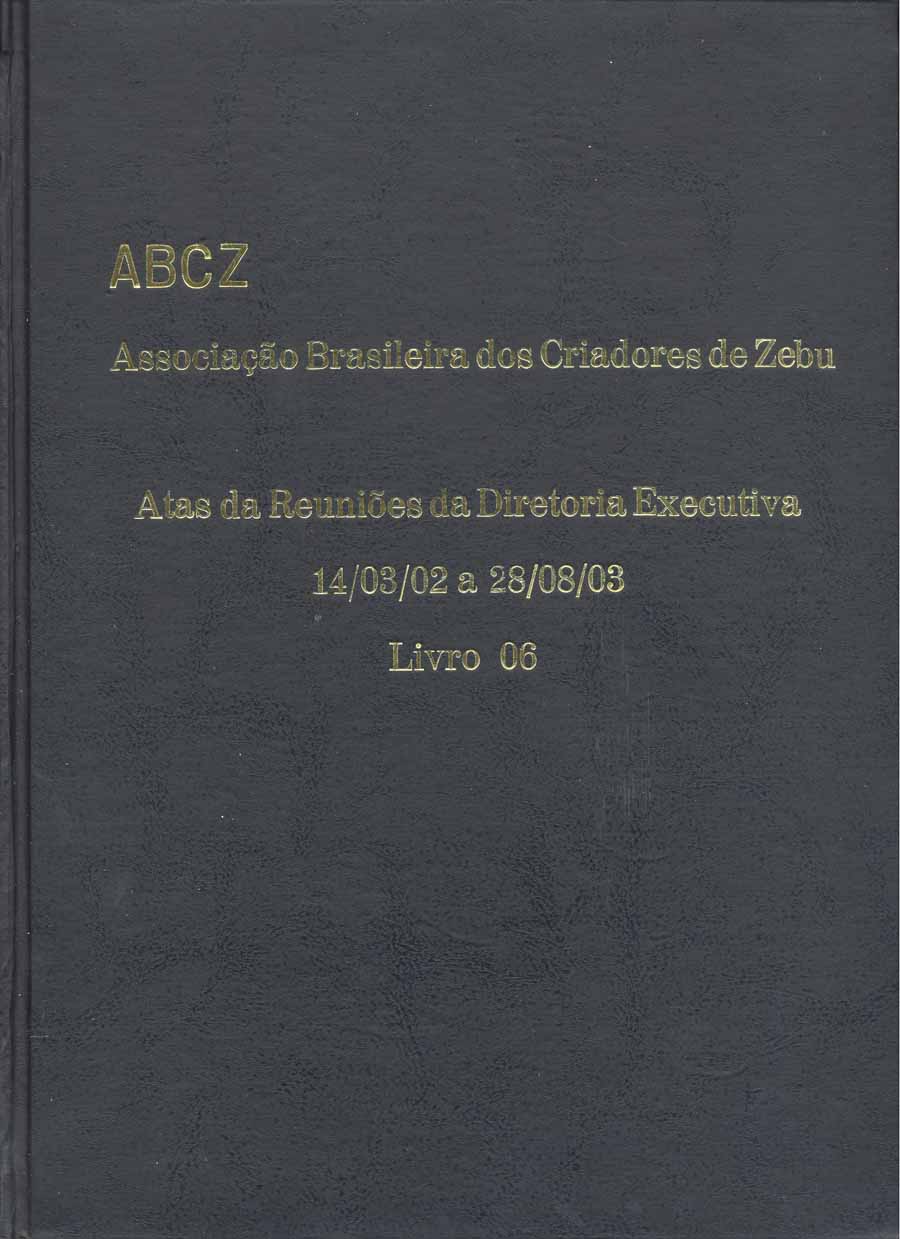 ABCZ
Associação Brasileira dos Criadores de Zebu
Atas da Reuniões da Diretoria Executiva
14/03/02 a 28/08/03
Livro 06